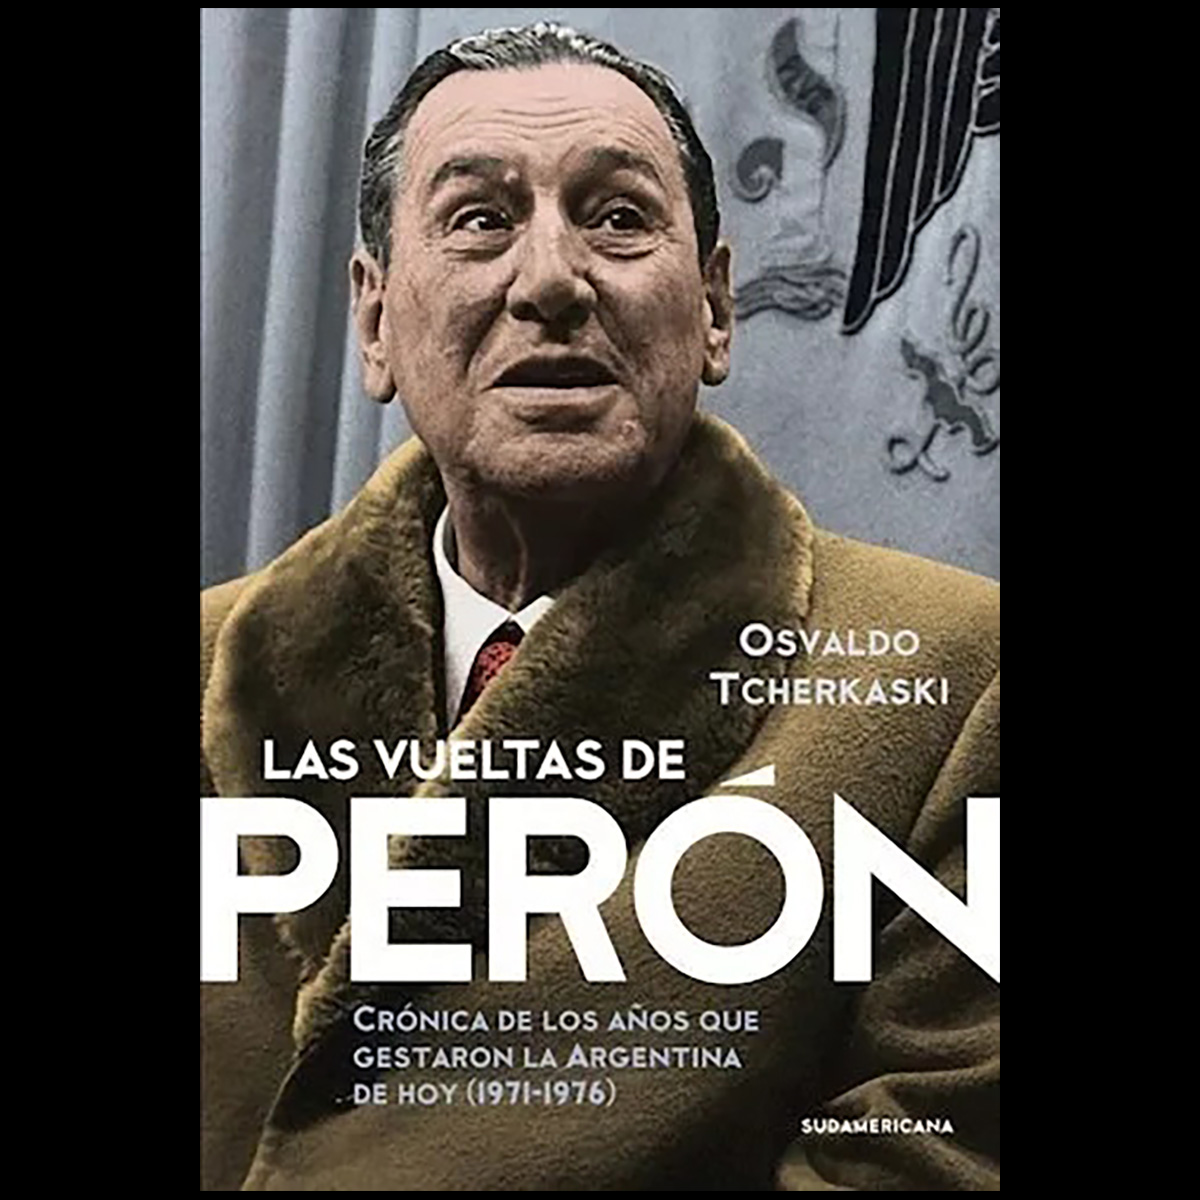 OSVALDO
TCHERKASKI
LAS VUELTAS DE
PERÓN
CRÓNICA DE LOS AÑOS QUE
GESTARON LA ARGENTINA
DE HOY (1971-1976)
SUDAMERICANA